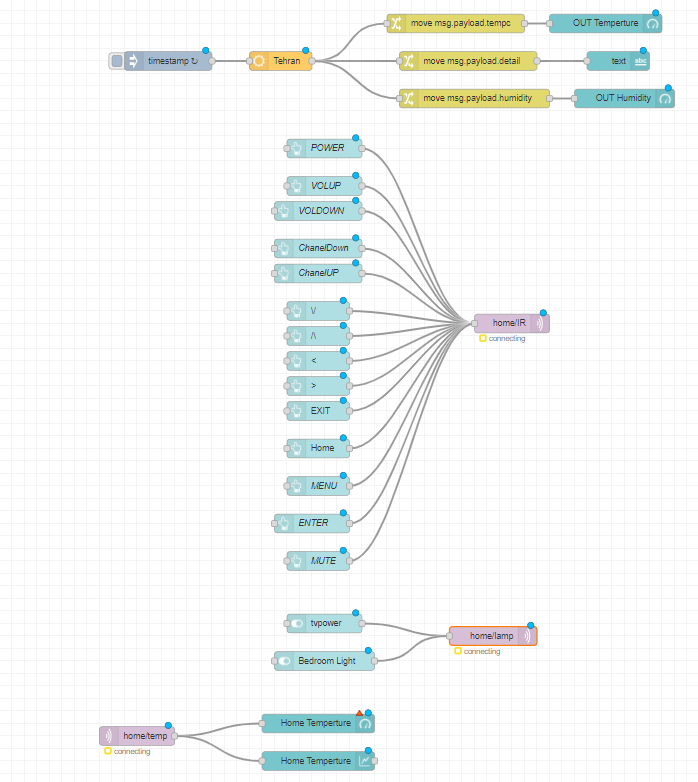 move msg.payload.tempc
OUT Temperture
timestamp ↻
Tehran
move msg.payload.detail
text
abc
move msg.payload.humidity
OUT Humidity
POWER
VOLUP
VOLDOWN
ChanelDown
ChanelUP
\/
home/IR
/\
connecting
<
>
EXIT
Home
MENU
ENTER
MUTE
tvpower
home/lamp
connecting
Bedroom Light
Home Temperture
home/temp
connecting
Home Temperture